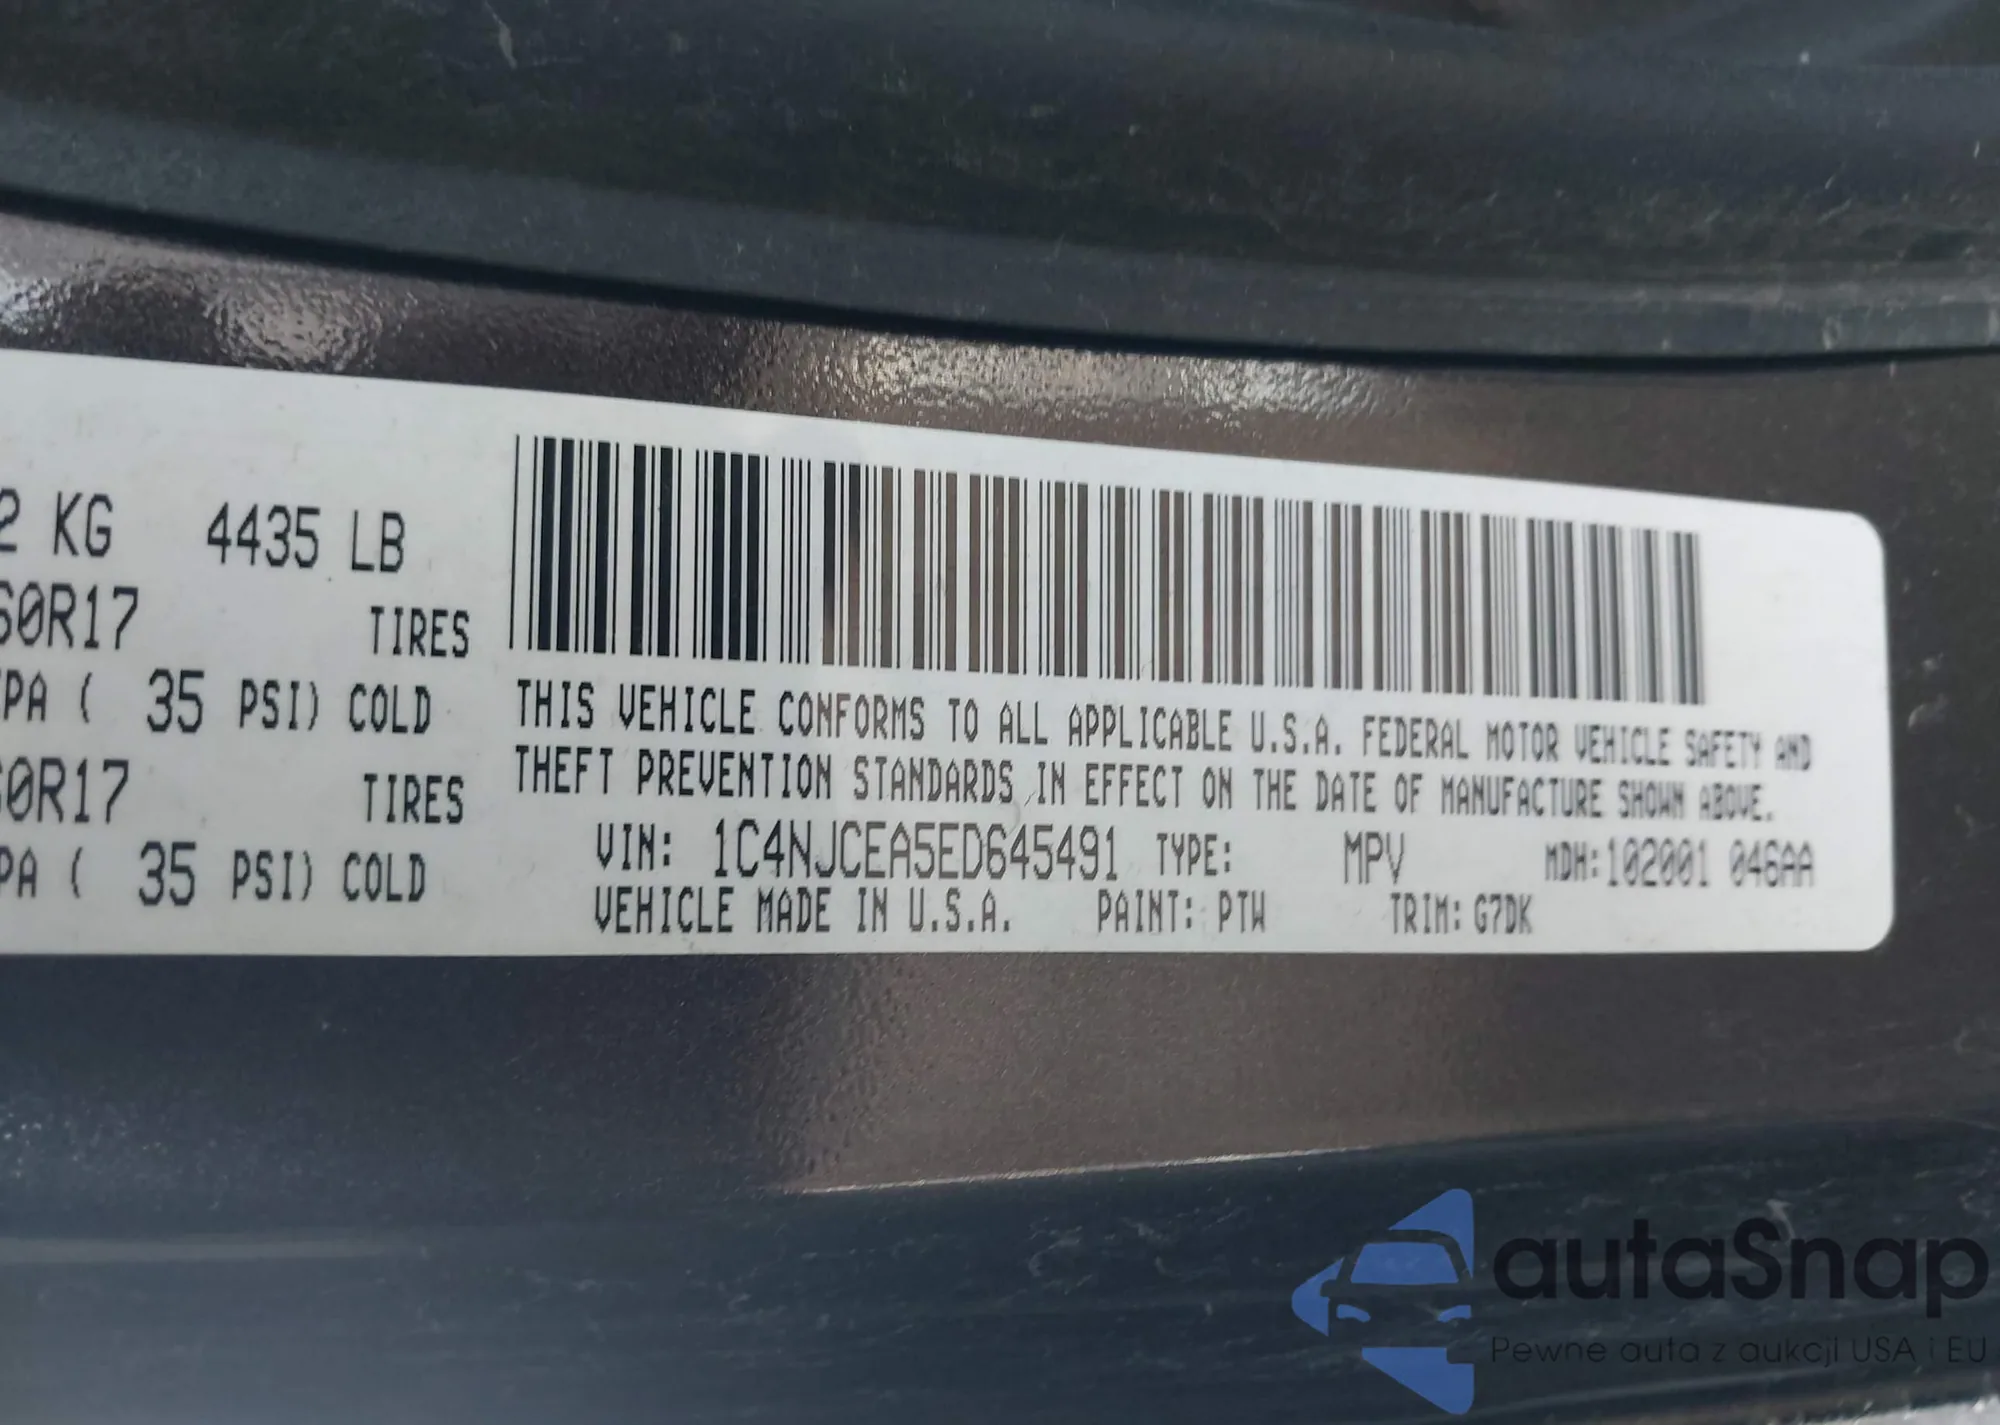 2 KG 4435 LB
60R17 TIRES
PA ( 35 PSI) COLD
60R17 TIRES
PA ( 35 PSI) COLD
THIS VEHICLE CONFORMS TO ALL APPLICABLE U.S.A. FEDERAL MOTOR VEHICLE SAFETY AND
THEFT PREVENTION STANDARDS IN EFFECT ON THE DATE OF MANUFACTURE SHOWN ABOVE.
VIN: 1C4NJCEA5ED645491 TYPE: MPV MDH:102001 046AA
VEHICLE MADE IN U.S.A. PAINT: PTW TRIM: G7DK
autaSnap
Pewne auta z aukcji USA i EU